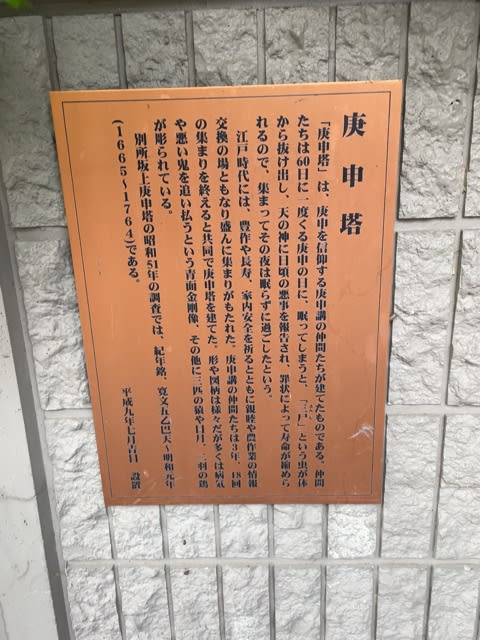 庚申塔
「庚申塔」は、庚申を信仰する庚申講の仲間たちが建てたものである。仲間
たちは60日に一度くる庚申の日に、眠ってしまうと、「三尸」という虫が体
から抜け出し、天の神に日頃の悪事を報告され、罪状によって寿命が縮めら
れるので、集まってその夜は眠らずに過ごしたという。
江戸時代には、豊作や長寿、家内安全を祈るとともに親睦や農作業の情報
交換の場ともなり盛んに集まりがもたれた。庚申講の仲間たちは3年、18回
の集まりを終えると共同で庚申塔を建てた。形や図柄は様々だが多くは病気
や悪い鬼を追い払うという青面金剛像、その他に三匹の猿や日月、二羽の鶏
が彫られている。
別所坂上庚申塔の昭和51年の調査では、紀年銘、寛文五乙巳天〜明和元年
(1665〜1764)である。
平成九年七月吉日 設置